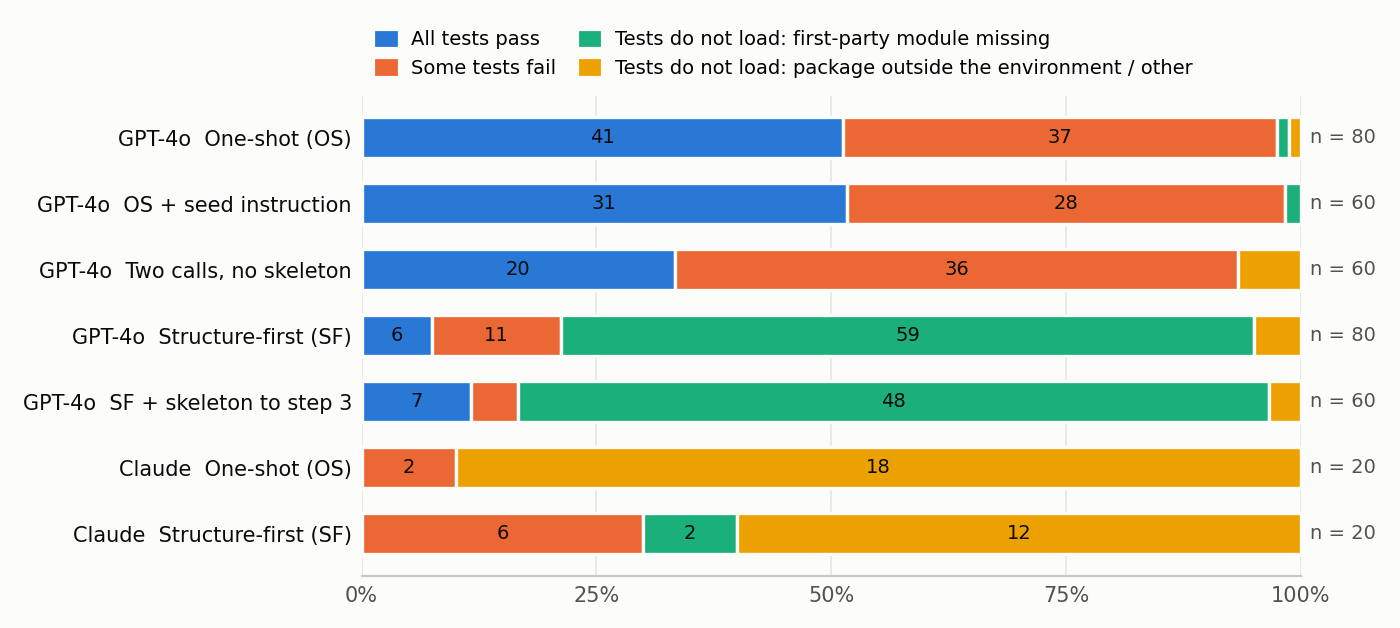 All tests pass
Tests do not load: first-party module missing
Some tests fail
Tests do not load: package outside the environment / other
GPT-4o  One-shot (OS) 41 37 n = 80
GPT-4o  OS + seed instruction 31 28 n = 60
GPT-4o  Two calls, no skeleton 20 36 n = 60
GPT-4o  Structure-first (SF) 6 11 59 n = 80
GPT-4o  SF + skeleton to step 3 7 48 n = 60
Claude  One-shot (OS) 2 18 n = 20
Claude  Structure-first (SF) 6 2 12 n = 20
0% 25% 50% 75% 100%